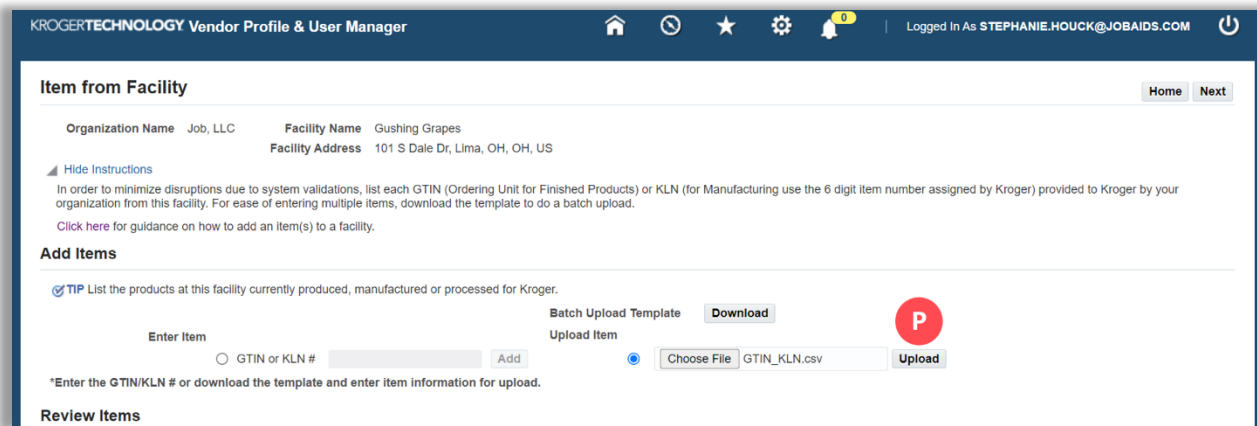 KROGERTECHNOLOGY. Vendor Profile & User Manager
0
Logged In As STEPHANIE.HOUCK@JOBAIDS.COM
Item from Facility
Home Next
Organization Name Job, LLC Facility Name Gushing Grapes
Facility Address 101 S Dale Dr, Lima, OH, OH, US
Hide Instructions
In order to minimize disruptions due to system validations, list each GTIN (Ordering Unit for Finished Products) or KLN (for Manufacturing use the 6 digit item number assigned by Kroger) provided to Kroger by your
organization from this facility. For ease of entering multiple items, download the template to do a batch upload.
Click here for guidance on how to add an item(s) to a facility.
Add Items
TIP List the products at this facility currently produced, manufactured or processed for Kroger.
Batch Upload Template Download
P
Enter Item Upload Item
GTIN or KLN # Add Choose File GTIN_KLN.csv Upload
*Enter the GTIN/KLN # or download the template and enter item information for upload.
Review Items